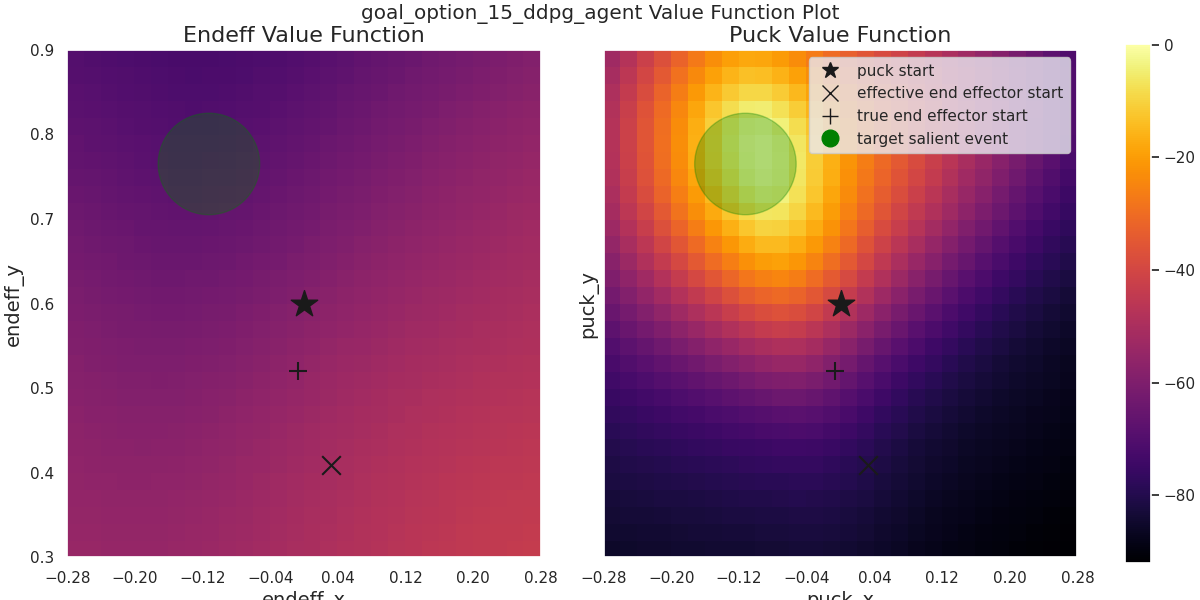 goal_option_15_ddpg_agent Value Function Plot
Endeff Value Function
Puck Value Function
puck start
effective end effector start
true end effector start
target salient event
0.9
0.8
0.7
0.6
0.5
0.4
0.3
endeff_y
−0.28 −0.20 −0.12 −0.04 0.04 0.12 0.20 0.28
endeff_x
puck_y
−0.28 −0.20 −0.12 −0.04 0.04 0.12 0.20 0.28
puck_x
0
−20
−40
−60
−80